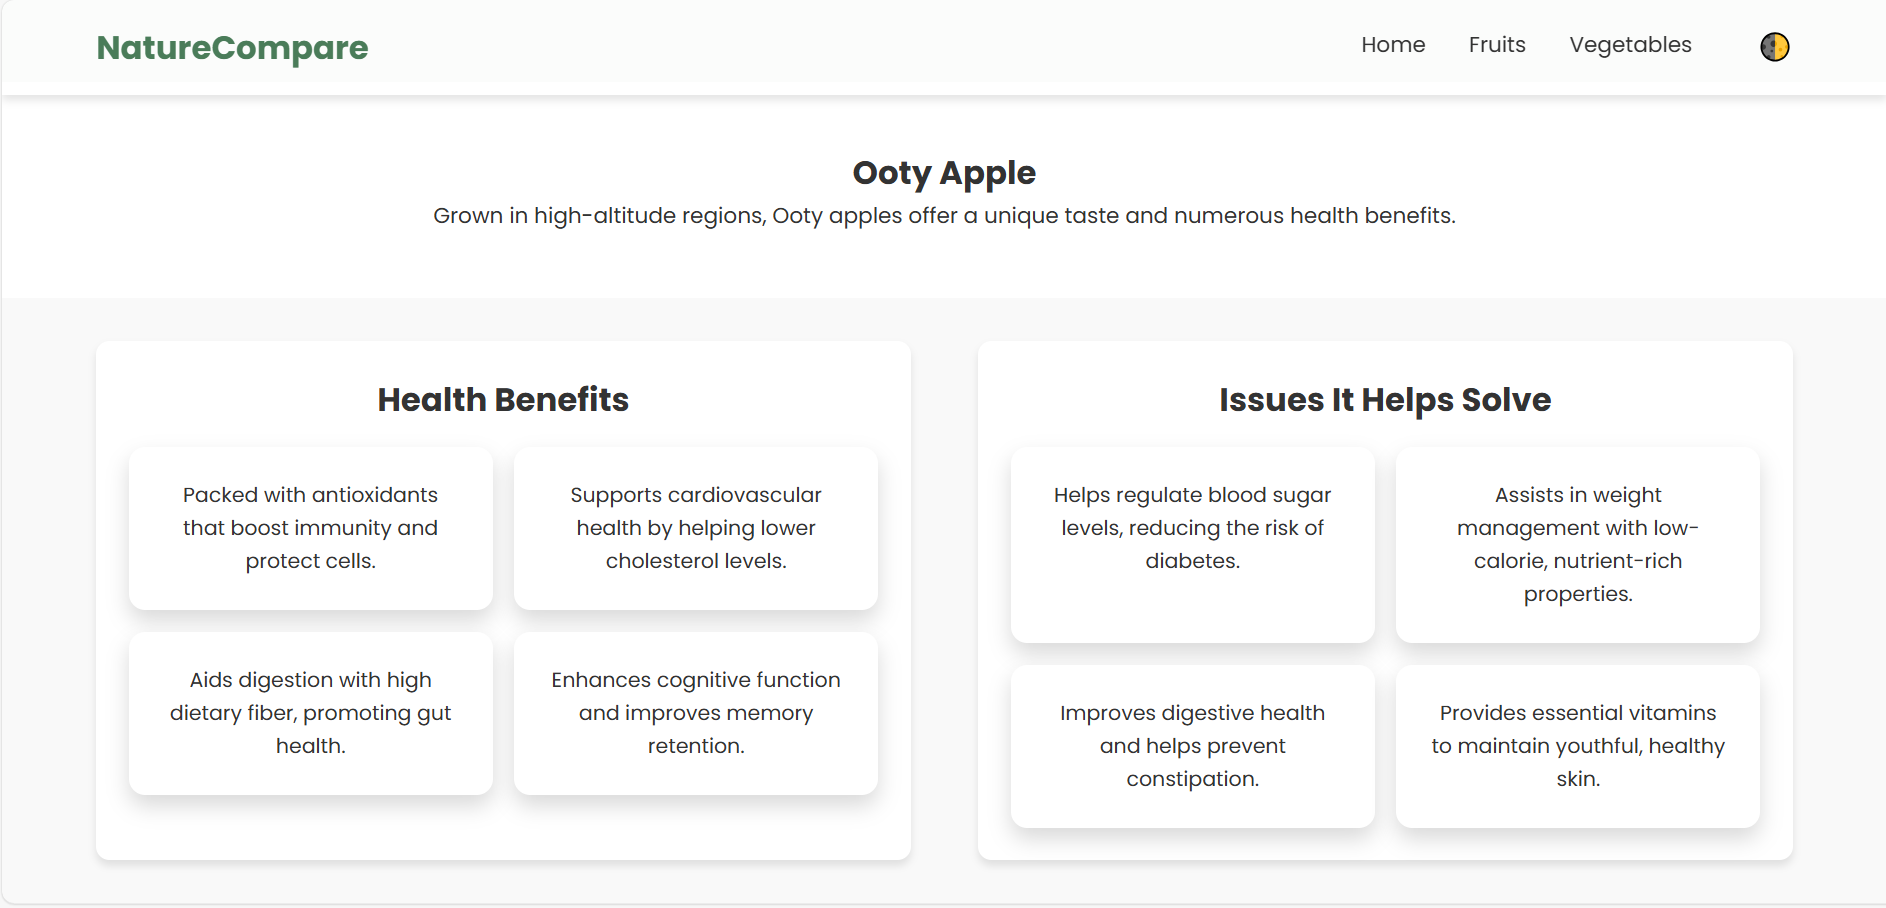 NatureCompare
Home Fruits Vegetables
Ooty Apple
Grown in high-altitude regions, Ooty apples offer a unique taste and numerous health benefits.
Health Benefits
Packed with antioxidants
that boost immunity and
protect cells.
Supports cardiovascular
health by helping lower
cholesterol levels.
Aids digestion with high
dietary fiber, promoting gut
health.
Enhances cognitive function
and improves memory
retention.
Issues It Helps Solve
Helps regulate blood sugar
levels, reducing the risk of
diabetes.
Assists in weight
management with low-
calorie, nutrient-rich
properties.
Improves digestive health
and helps prevent
constipation.
Provides essential vitamins
to maintain youthful, healthy
skin.